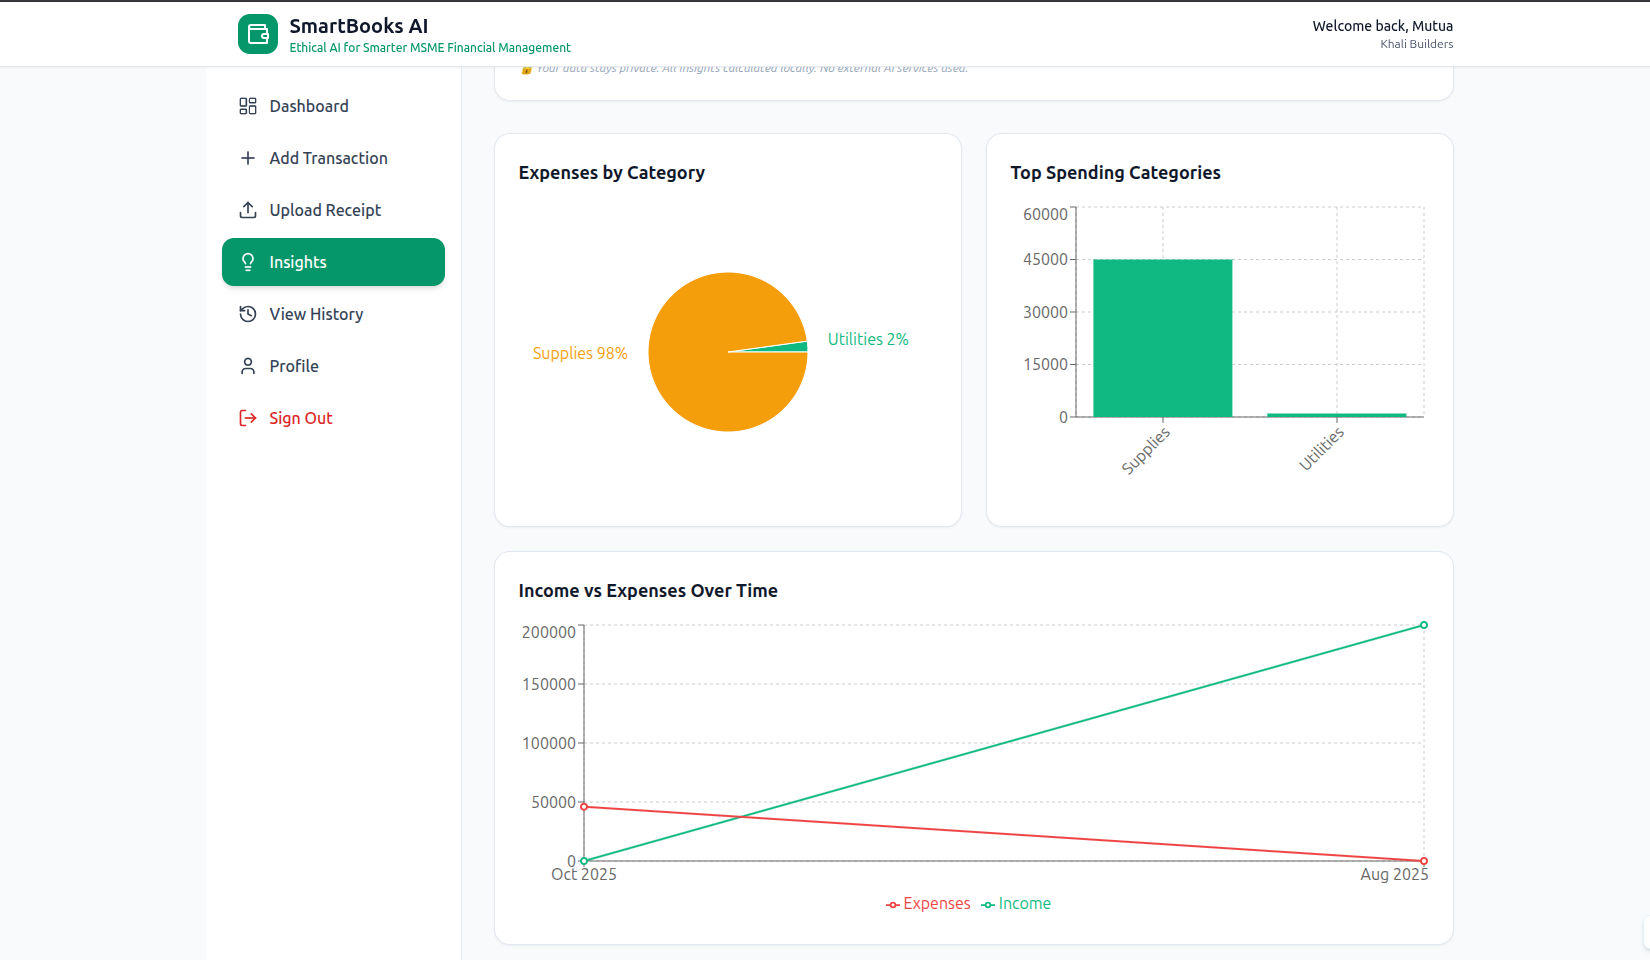 SmartBooks AI
Ethical AI for Smarter MSME Financial Management
Welcome back, Mutua
Khali Builders
Dashboard
Add Transaction
Upload Receipt
Insights
View History
Profile
Sign Out
Your data stays private. All insights calculated locally. No external AI services used.
Expenses by Category
Supplies 98%
Utilities 2%
Top Spending Categories
60000
45000
30000
15000
0
Supplies
Utilities
Income vs Expenses Over Time
200000
150000
100000
50000
0
Oct 2025
Aug 2025
Expenses
Income